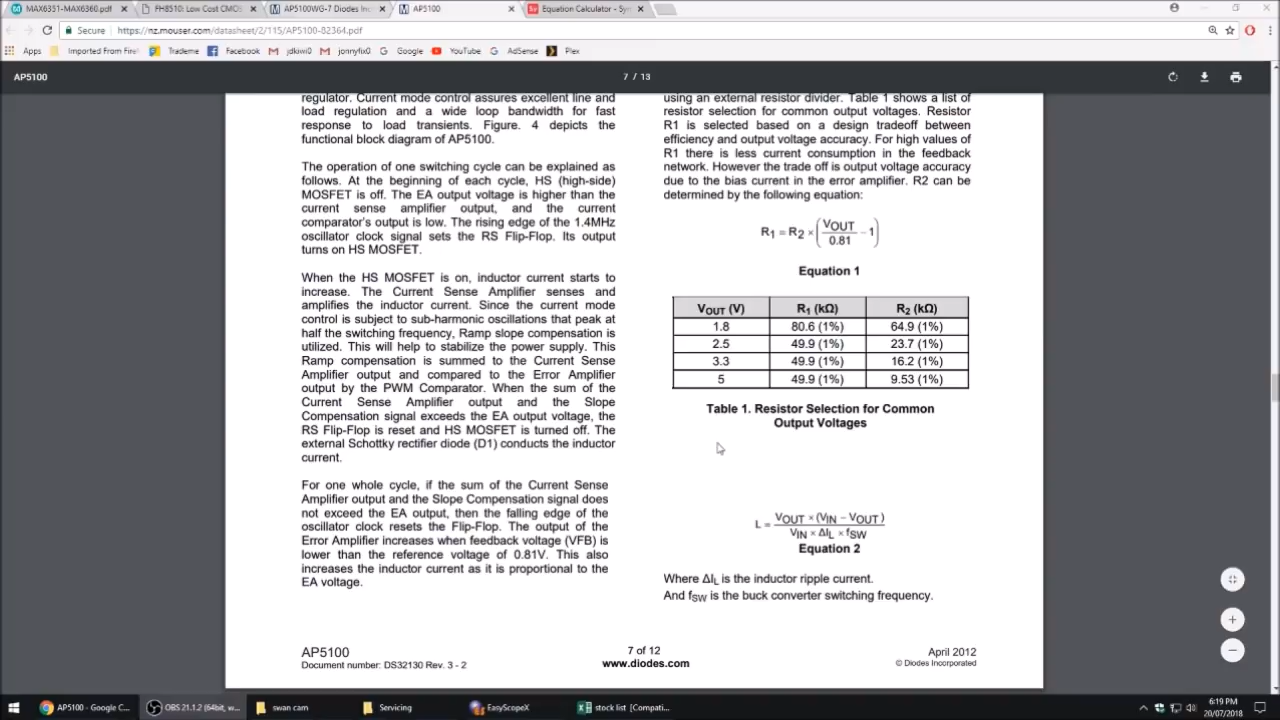 MAX6351-MAX6360.pdf
FH8510: Low Cost CMOS
AP5100WG-7 Diodes Inc
AP5100
Equation Calculator - Sy
Secure
https://nz.mouser.com/datasheet/2/115/AP5100-82364.pdf
Apps
Imported From Fire
Trademe
Facebook
jdkiwi0
jonnyfix0
Google
YouTube
AdSense
Plex
AP5100
7 / 13
regulator. Current mode control assures excellent line and
load regulation and a wide loop bandwidth for fast
response to load transients. Figure. 4 depicts the
functional block diagram of AP5100.
The operation of one switching cycle can be explained as
follows. At the beginning of each cycle, HS (high-side)
MOSFET is off. The EA output voltage is higher than the
current sense amplifier output, and the current
comparator's output is low. The rising edge of the 1.4MHz
oscillator clock signal sets the RS Flip-Flop. Its output
turns on HS MOSFET.
When the HS MOSFET is on, inductor current starts to
increase. The Current Sense Amplifier senses and
amplifies the inductor current. Since the current mode
control is subject to sub-harmonic oscillations that peak at
half the switching frequency, Ramp slope compensation is
utilized. This will help to stabilize the power supply. This
Ramp compensation is summed to the Current Sense
Amplifier output and compared to the Error Amplifier
output by the PWM Comparator. When the sum of the
Current Sense Amplifier output and the Slope
Compensation signal exceeds the EA output voltage, the
RS Flip-Flop is reset and HS MOSFET is turned off. The
external Schottky rectifier diode (D1) conducts the inductor
current.
For one whole cycle, if the sum of the Current Sense
Amplifier output and the Slope Compensation signal does
not exceed the EA output, then the falling edge of the
oscillator clock resets the Flip-Flop. The output of the
Error Amplifier increases when feedback voltage (VFB) is
lower than the reference voltage of 0.81V. This also
increases the inductor current as it is proportional to the
EA voltage.
using an external resistor divider. Table 1 shows a list of
resistor selection for common output voltages. Resistor
R1 is selected based on a design tradeoff between
efficiency and output voltage accuracy. For high values of
R1 there is less current consumption in the feedback
network. However the trade off is output voltage accuracy
due to the bias current in the error amplifier. R2 can be
determined by the following equation:
R1 = R2 × (VOUT / 0.81 − 1)
Equation 1
VOUT (V) R1 (kΩ) R2 (kΩ)
1.8 80.6 (1%) 64.9 (1%)
2.5 49.9 (1%) 23.7 (1%)
3.3 49.9 (1%) 16.2 (1%)
5 49.9 (1%) 9.53 (1%)
Table 1. Resistor Selection for Common
Output Voltages
L = VOUT × (VIN − VOUT) / VIN × ΔIL × fSW
Equation 2
Where ΔIL is the inductor ripple current.
And fSW is the buck converter switching frequency.
AP5100
Document number: DS32130 Rev. 3 - 2
7 of 12
www.diodes.com
April 2012
© Diodes Incorporated
AP5100 - Google C...
OBS 21.1.2 (64bit, w...
swan cam
Servicing
EasyScopeX
stock list [Compati...
6:19 PM
20/07/2018